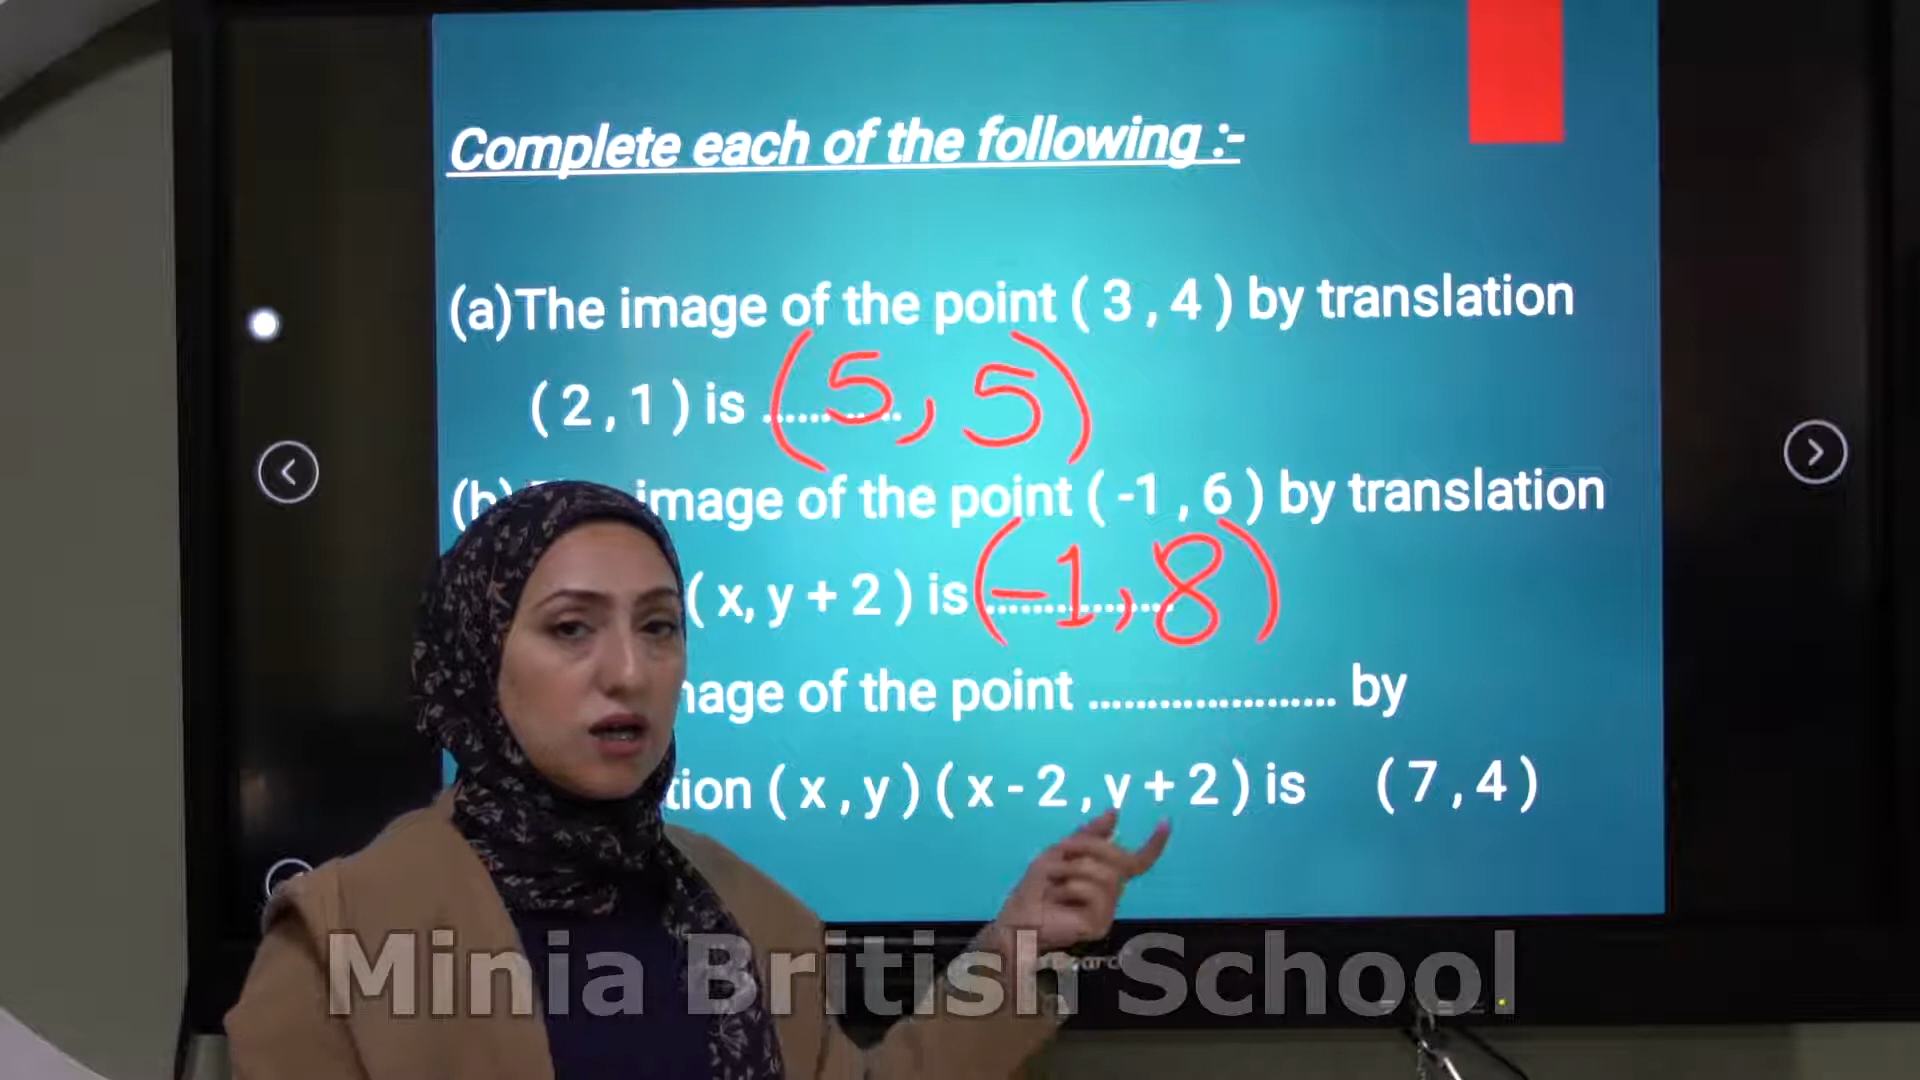 Complete each of the following :-
(a)The image of the point ( 3 , 4 ) by translation
( 2 , 1 ) is ............ (5, 5)
image of the point ( -1 , 6 ) by translation
( x, y + 2 ) is ................ (-1, 8)
of the point ..................... by
( x , y ) ( x - 2 , y + 2 ) is ( 7 , 4 )
Minia British School